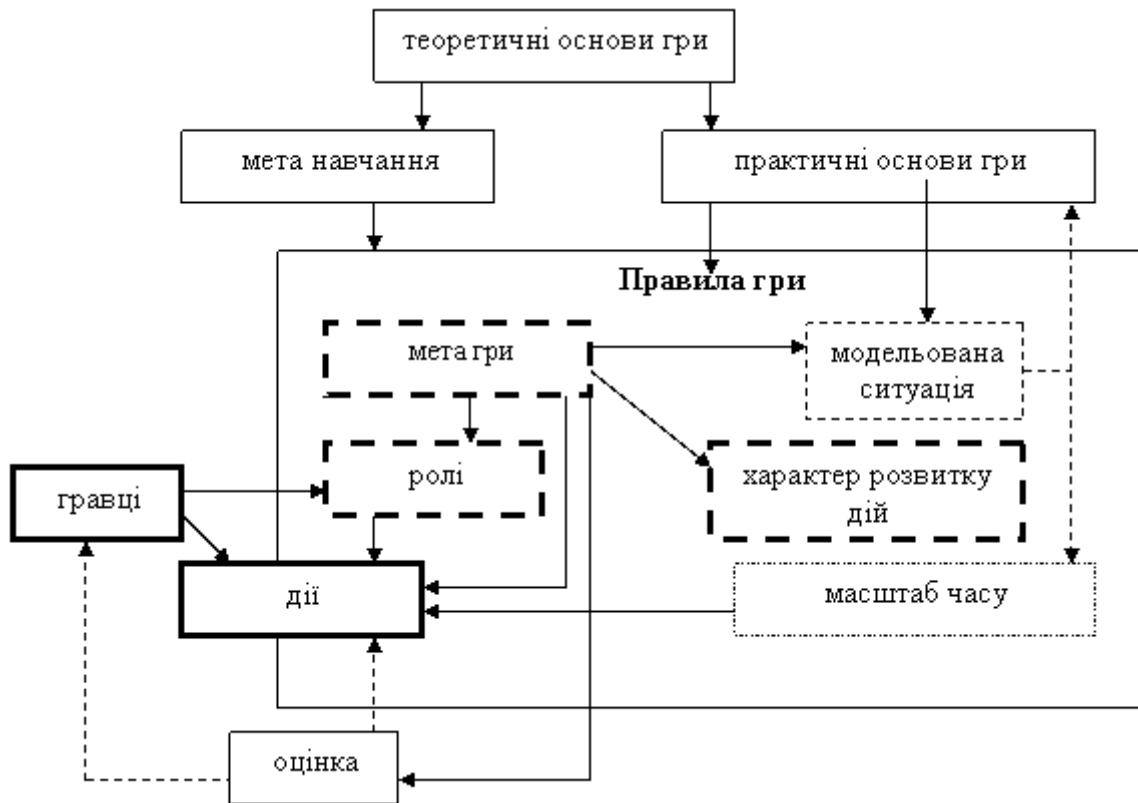 теоретичні основи гри
мета навчання
практичні основи гри
Правила гри
мета гри
модельована
ситуація
ролі
характер розвитку
дій
гравці
дії
масштаб часу
оцінка